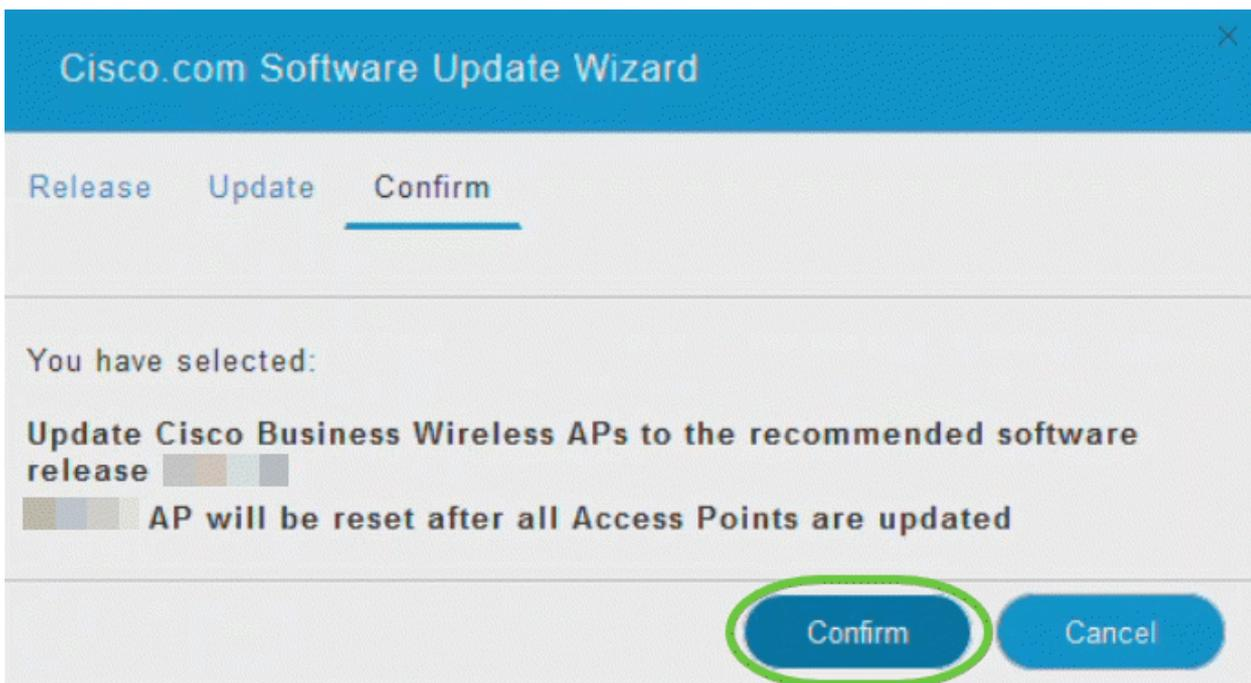 Cisco.com Software Update Wizard
Release Update Confirm
You have selected:
Update Cisco Business Wireless APs to the recommended software
release
AP will be reset after all Access Points are updated
Confirm Cancel